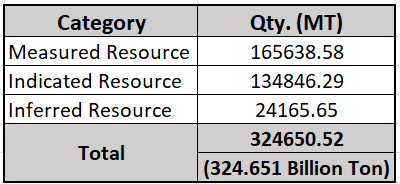 Category Qty. (MT)
Measured Resource 165638.58
Indicated Resource 134846.29
Inferred Resource 24165.65
Total 324650.52
(324.651 Billion Ton)